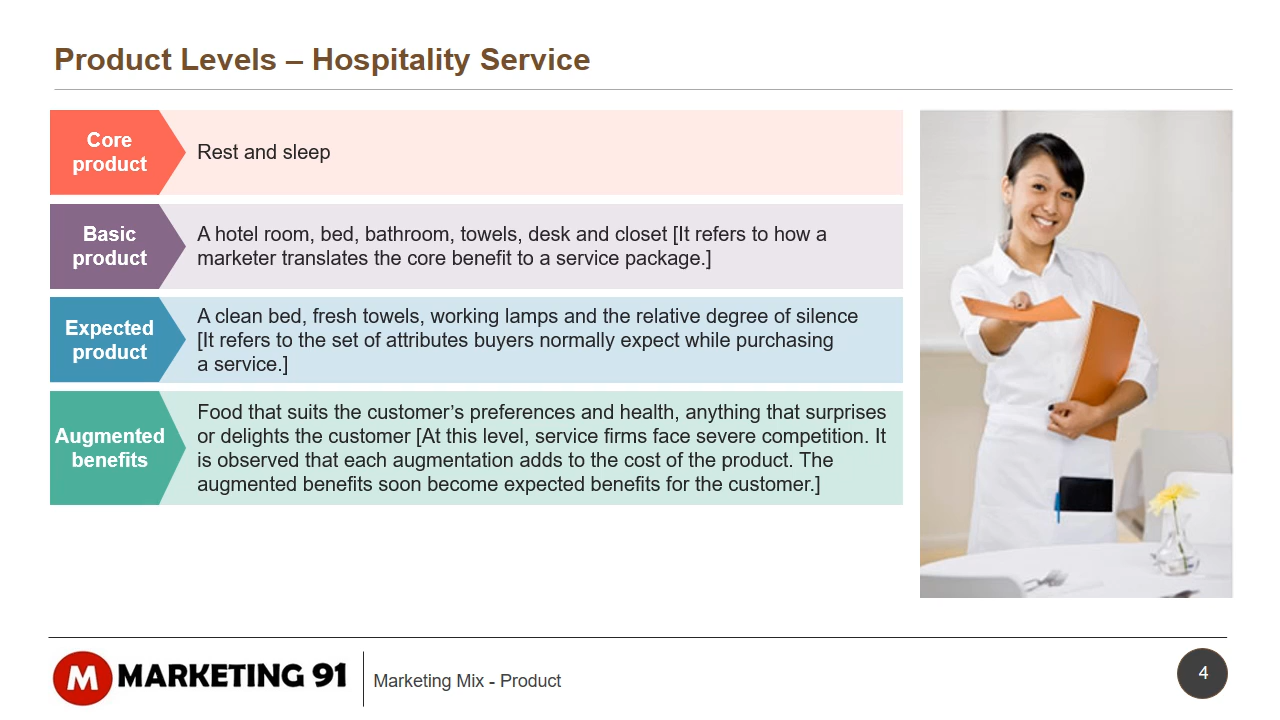 Product Levels – Hospitality Service
Core
product
Rest and sleep
Basic
product
A hotel room, bed, bathroom, towels, desk and closet [It refers to how a
marketer translates the core benefit to a service package.]
Expected
product
A clean bed, fresh towels, working lamps and the relative degree of silence
[It refers to the set of attributes buyers normally expect while purchasing
a service.]
Augmented
benefits
Food that suits the customer’s preferences and health, anything that surprises
or delights the customer [At this level, service firms face severe competition. It
is observed that each augmentation adds to the cost of the product. The
augmented benefits soon become expected benefits for the customer.]
M MARKETING 91
Marketing Mix - Product
4